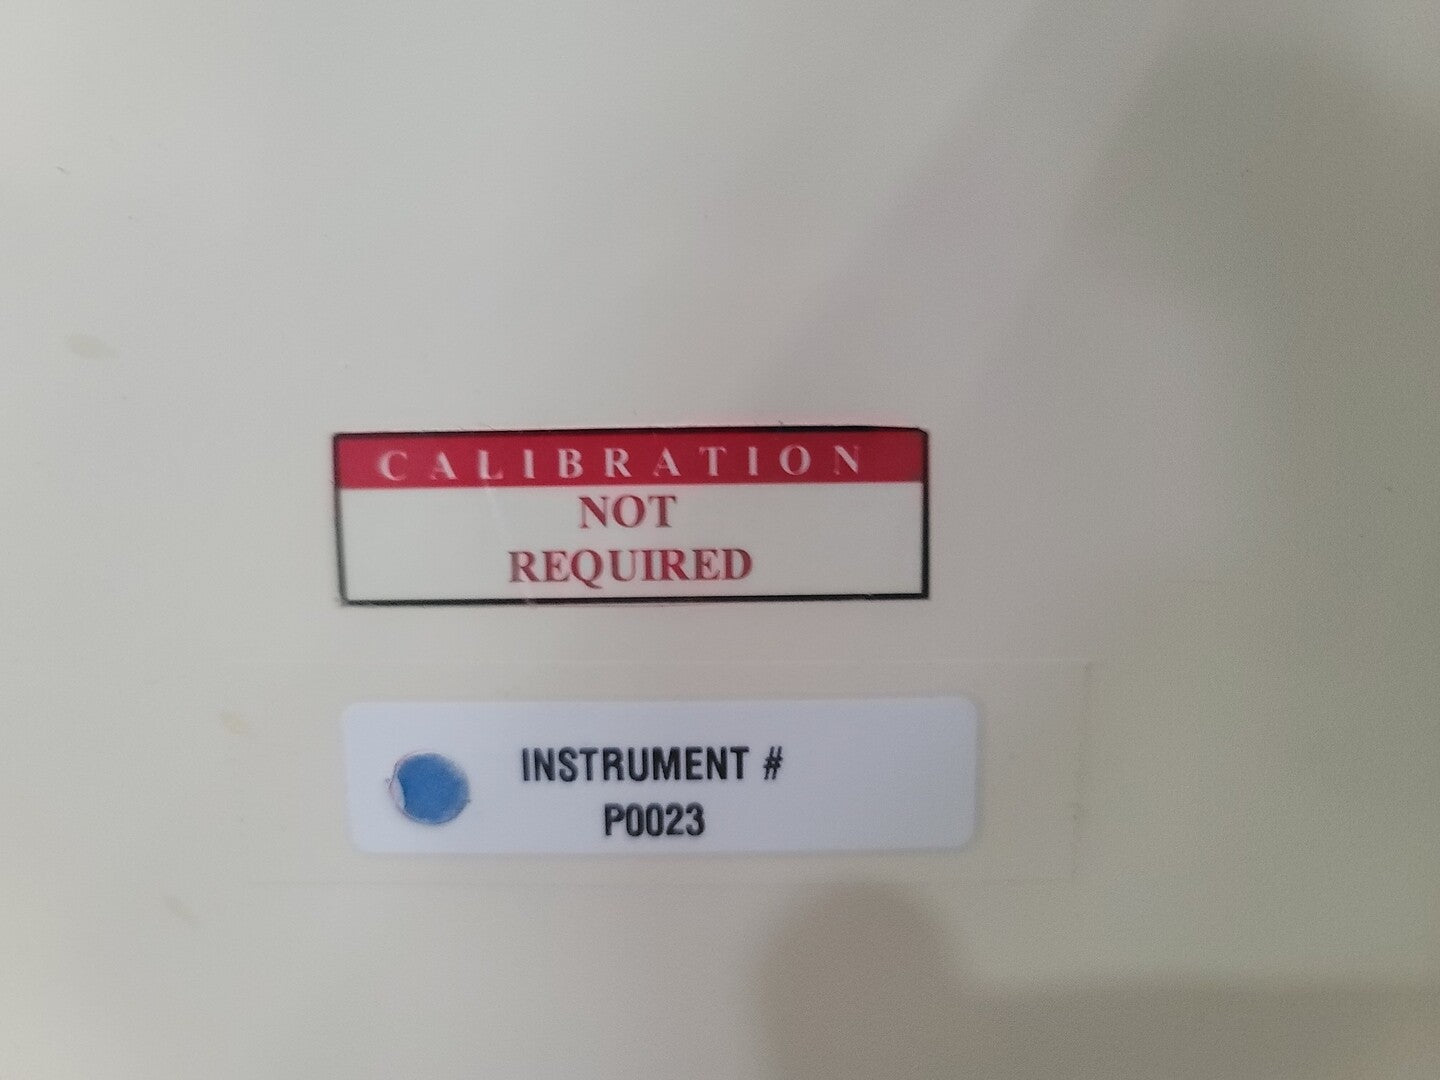 CALIBRATION
NOT
REQUIRED
INSTRUMENT #
P0023